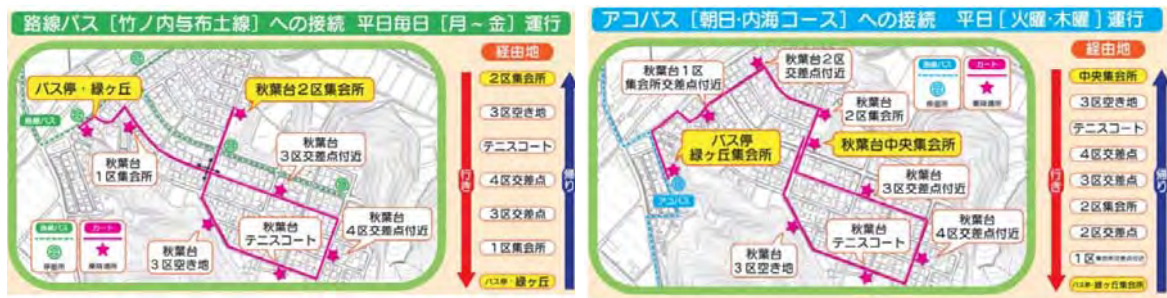 路線バス［竹ノ内与布土線］への接続 平日毎日［月～金］運行
バス停・緑ヶ丘
秋葉台2区集会所
路線バス
秋葉台
1区集会所
秋葉台
3区交差点付近
秋葉台
4区交差点付近
秋葉台
テニスコート
秋葉台
3区空き地
路線バス
停留所
カート
乗降場所
経由地
行き
帰り
2区集会所
3区空き地
テニスコート
4区交差点
3区交差点
1区集会所
バス停・緑ヶ丘
アコバス［朝日・内海コース］への接続 平日［火曜・木曜］運行
秋葉台1区
集会所交差点付近
秋葉台2区
交差点付近
秋葉台
2区集会所
バス停
緑ヶ丘集会所
秋葉台中央集会所
アコバス
秋葉台
3区交差点付近
秋葉台
4区交差点付近
秋葉台
テニスコート
秋葉台
3区空き地
路線バス
停留所
カート
乗降場所
経由地
行き
帰り
中央集会所
3区空き地
テニスコート
4区交差点
3区交差点
2区集会所
2区交差点
1区集会所交差点付近
バス停・緑ヶ丘集会所